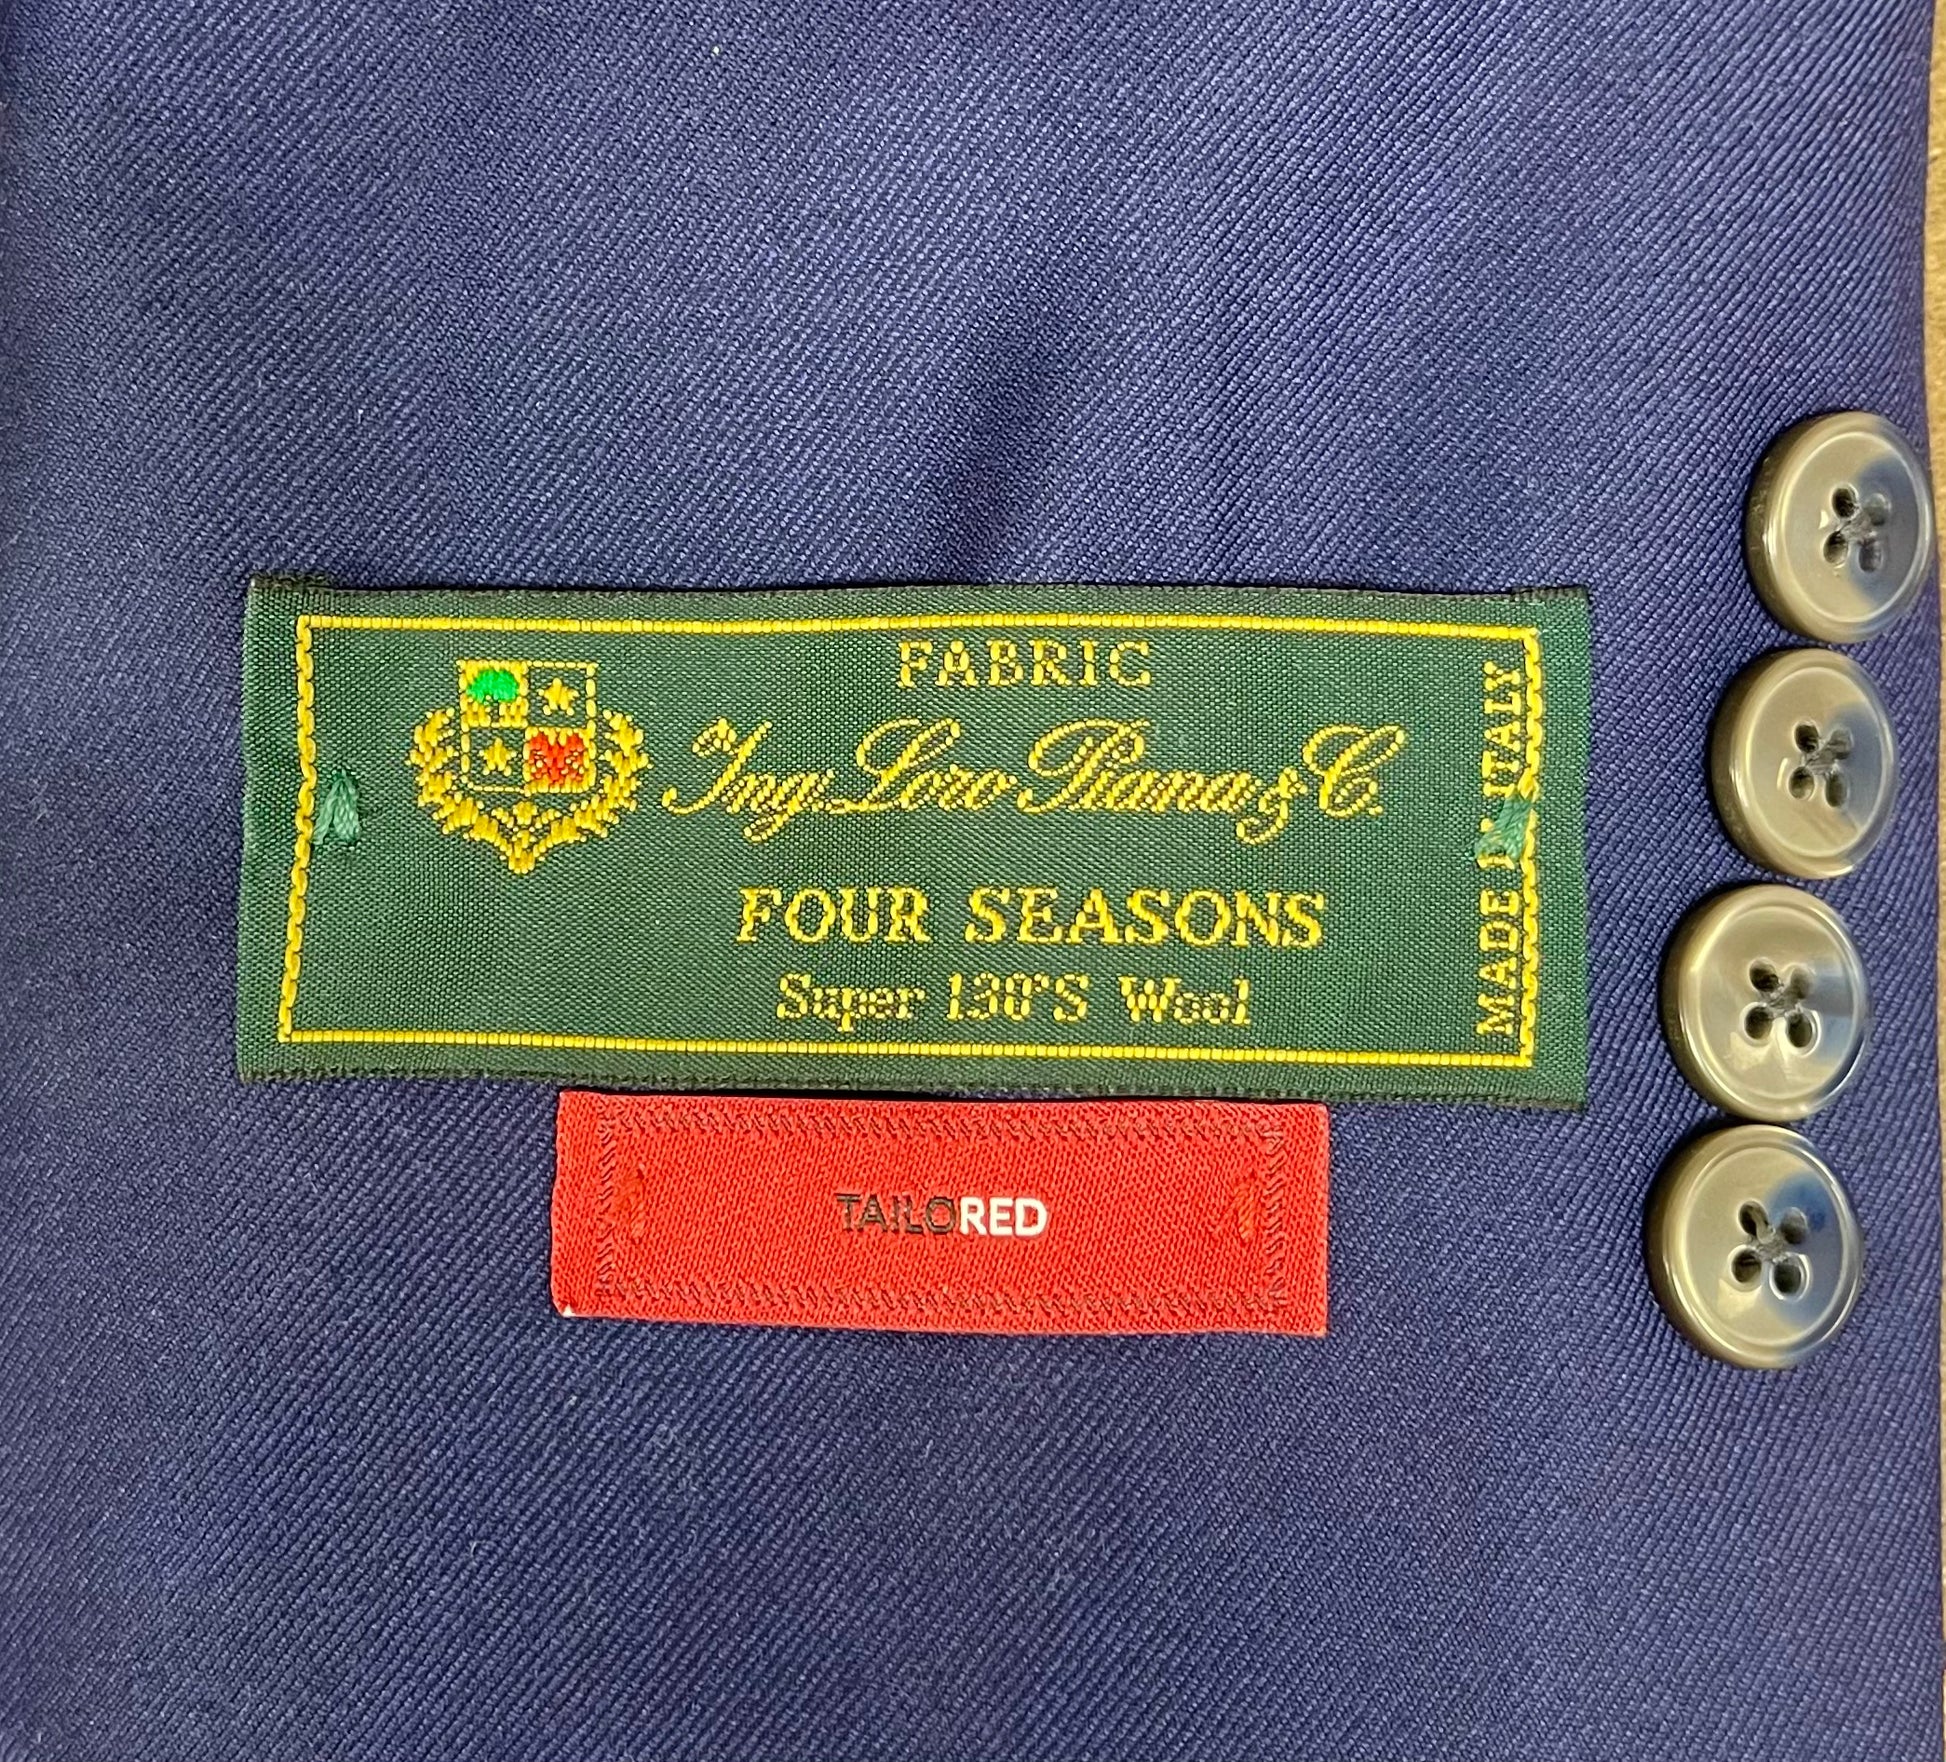 FABRIC
Ing. Loro Piana & C.
FOUR SEASONS
Super 130'S Wool
MADE IN ITALY
TAILORED